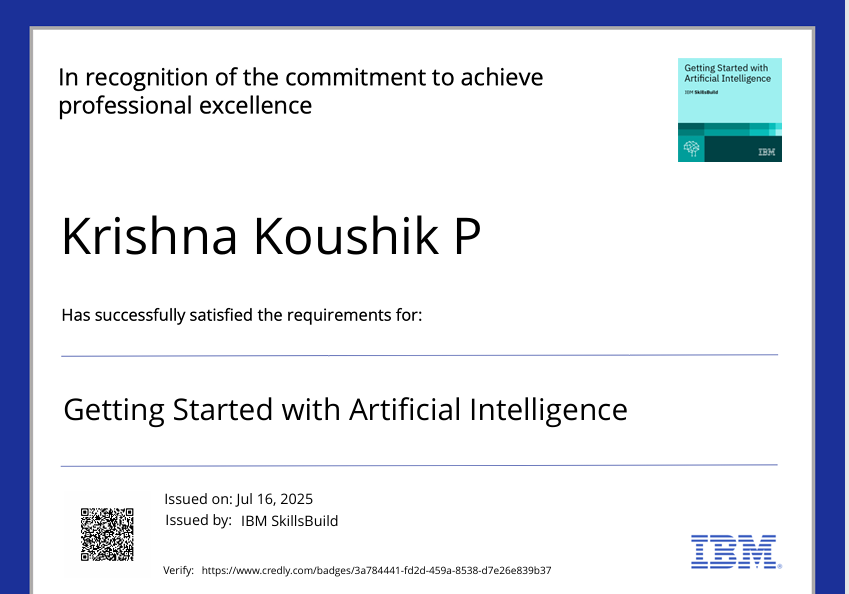 In recognition of the commitment to achieve
professional excellence
Getting Started with
Artificial Intelligence
IBM SkillsBuild
IBM
Krishna Koushik P
Has successfully satisfied the requirements for:
Getting Started with Artificial Intelligence
Issued on: Jul 16, 2025
Issued by: IBM SkillsBuild
Verify: https://www.credly.com/badges/3a784441-fd2d-459a-8538-d7e26e839b37
IBM®